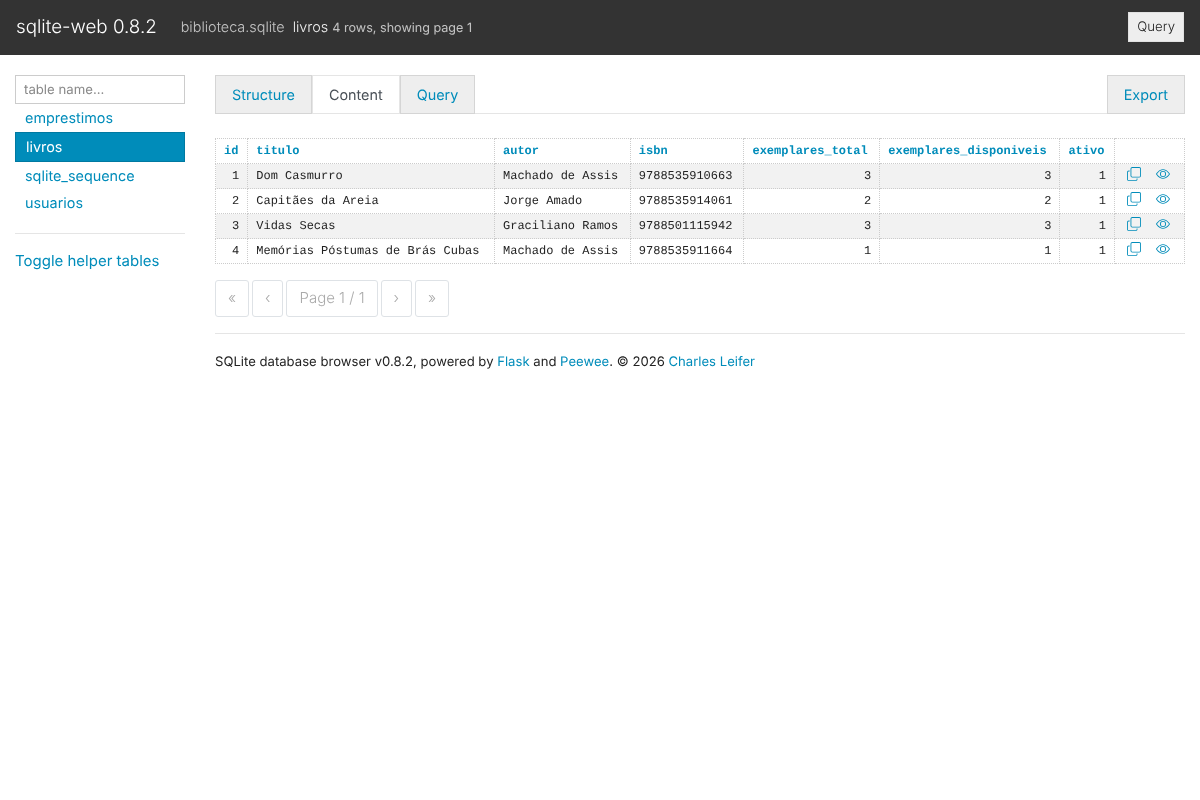 sqlite-web 0.8.2 biblioteca.sqlite livros 4 rows, showing page 1 Query
table name...
emprestimos
livros
sqlite_sequence
usuarios
Toggle helper tables
Structure Content Query Export
id titulo autor isbn exemplares_total exemplares_disponiveis ativo
1 Dom Casmurro Machado de Assis 9788535910663 3 3 1
2 Capitães da Areia Jorge Amado 9788535914061 2 2 1
3 Vidas Secas Graciliano Ramos 9788501115942 3 3 1
4 Memórias Póstumas de Brás Cubas Machado de Assis 9788535911664 1 1 1
« ‹ Page 1 / 1 › »
SQLite database browser v0.8.2, powered by Flask and Peewee. © 2026 Charles Leifer